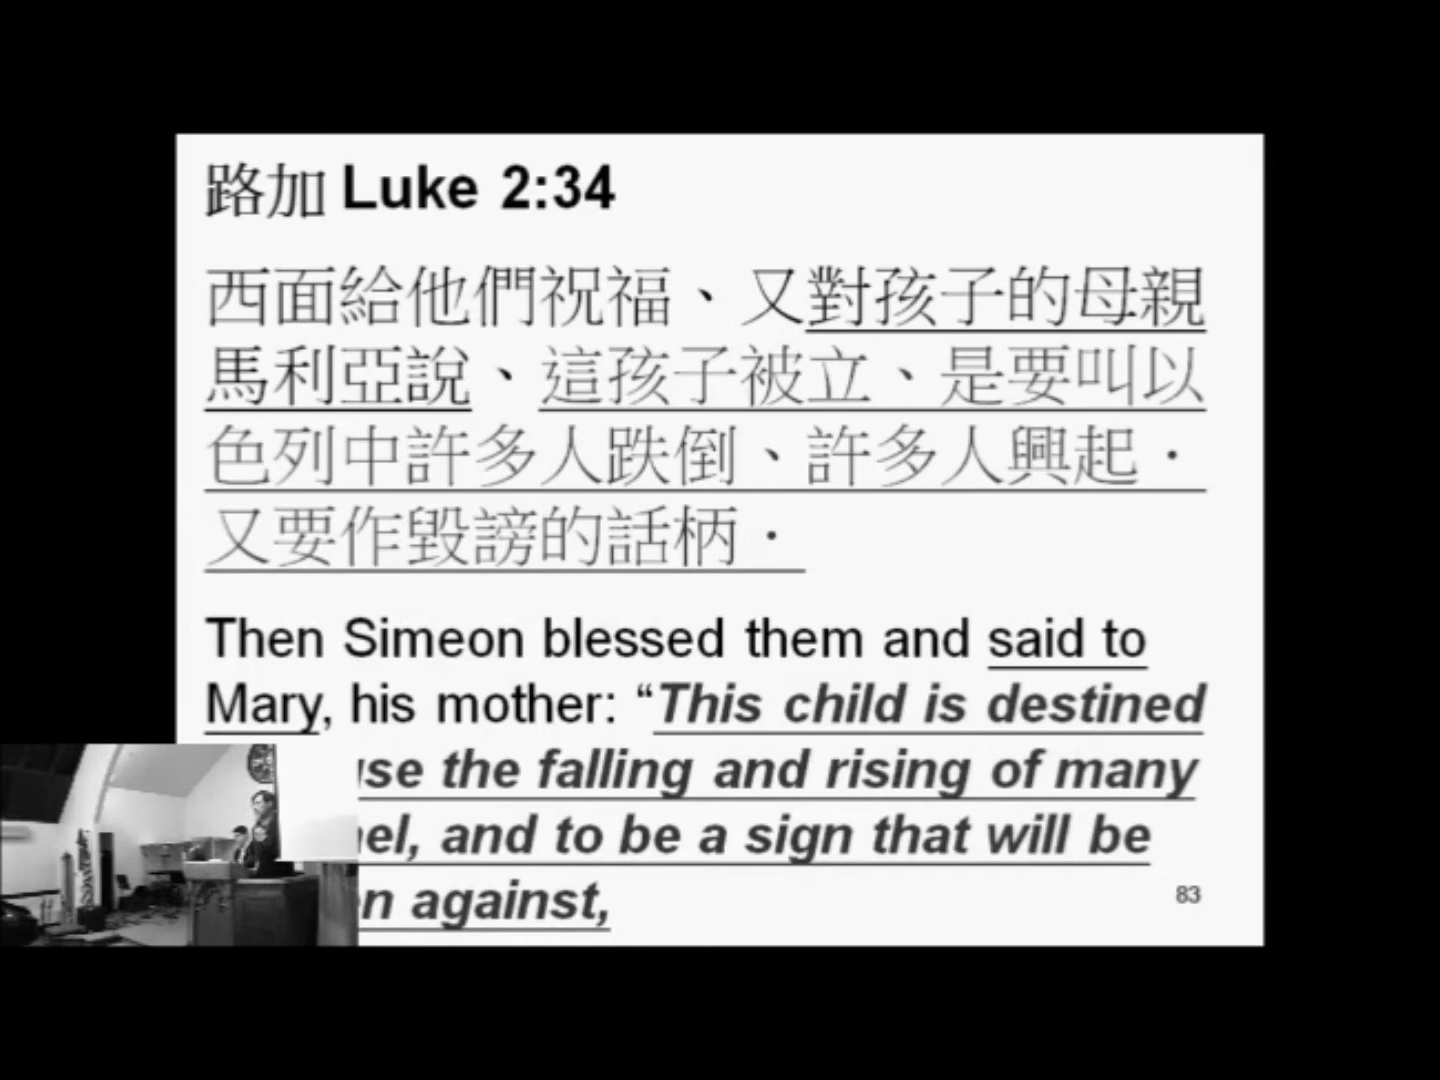 路加 Luke 2:34
西面給他們祝福、又對孩子的母親
馬利亞說、這孩子被立、是要叫以
色列中許多人跌倒、許多人興起．
又要作毀謗的話柄．
Then Simeon blessed them and said to
Mary, his mother: “This child is destined
the falling and rising of many
and to be a sign that will be
against,
83